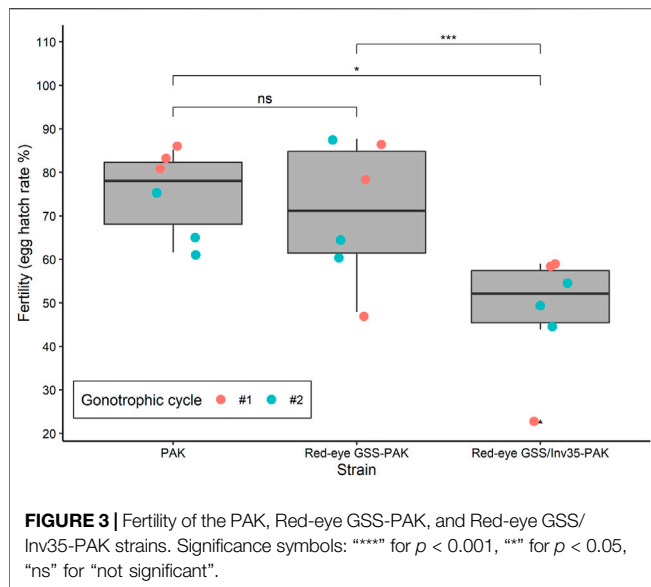 ***
*
ns
110
100
90
80
70
60
50
40
30
20
Fertility (egg hatch rate %)
Gonotrophic cycle #1 #2
PAK Red-eye GSS-PAK Red-eye GSS/Inv35-PAK
Strain
FIGURE 3 | Fertility of the PAK, Red-eye GSS-PAK, and Red-eye GSS/
Inv35-PAK strains. Significance symbols: “***” for p < 0.001, “*” for p < 0.05,
“ns” for “not significant”.